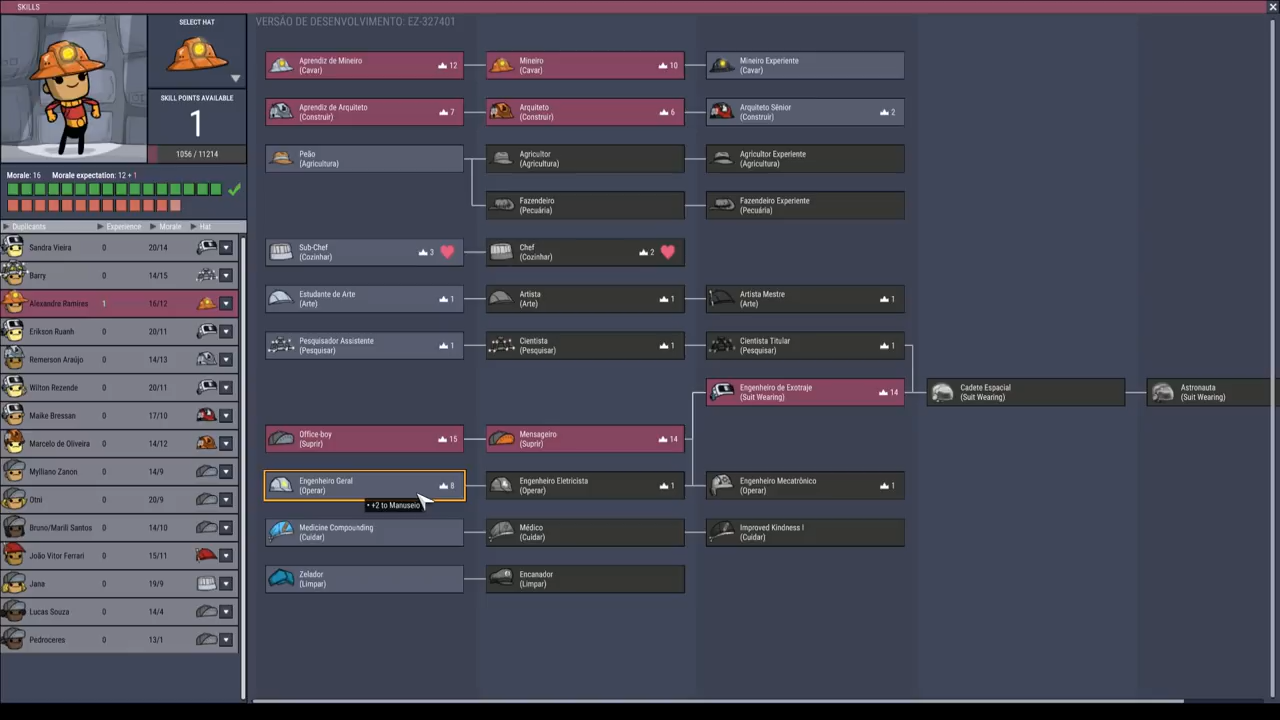 SKILLS
SELECT HAT
SKILL POINTS AVAILABLE
1
1056 / 11214
Morale: 16 Morale expectation: 12 + 1
Duplicants Experience Morale Hat
Sandra Vieira 0 20/14
Barry 0 14/15
Alexandra Ramires 1 16/12
Erikson Ruanh 0 20/11
Remerson Araújo 0 14/13
Wilton Rezende 0 20/11
Maike Bressan 0 17/10
Marcelo de Oliveira 0 14/12
Mylliano Zanon 0 14/9
Otni 0 20/9
Bruno/Marili Santos 0 14/10
João Vitor Ferrari 0 15/11
Jana 0 19/9
Lucas Souza 0 14/4
Pedroceres 0 13/1
VERSÃO DE DESENVOLVIMENTO: EZ-327401
Aprendiz de Mineiro
(Cavar)
12
Mineiro
(Cavar)
10
Mineiro Experiente
(Cavar)
Aprendiz de Arquiteto
(Construir)
7
Arquiteto
(Construir)
6
Arquiteto Sênior
(Construir)
2
Peão
(Agricultura)
Agricultor
(Agricultura)
Agricultor Experiente
(Agricultura)
Fazendeiro
(Pecuária)
Fazendeiro Experiente
(Pecuária)
Sub-Chef
(Cozinhar)
3
Chef
(Cozinhar)
2
Estudante de Arte
(Arte)
1
Artista
(Arte)
1
Artista Mestre
(Arte)
1
Pesquisador Assistente
(Pesquisar)
1
Cientista
(Pesquisar)
1
Cientista Titular
(Pesquisar)
1
Engenheiro de Exotraje
(Suit Wearing)
14
Cadete Espacial
(Suit Wearing)
Astronauta
(Suit Wearing)
Office-boy
(Suprir)
15
Mensageiro
(Suprir)
14
Engenheiro Geral
(Operar)
8
• +2 to Manuseio
Engenheiro Eletricista
(Operar)
1
Engenheiro Mecatrônico
(Operar)
1
Medicine Compounding
(Cuidar)
Médico
(Cuidar)
Improved Kindness I
(Cuidar)
Zelador
(Limpar)
Encanador
(Limpar)